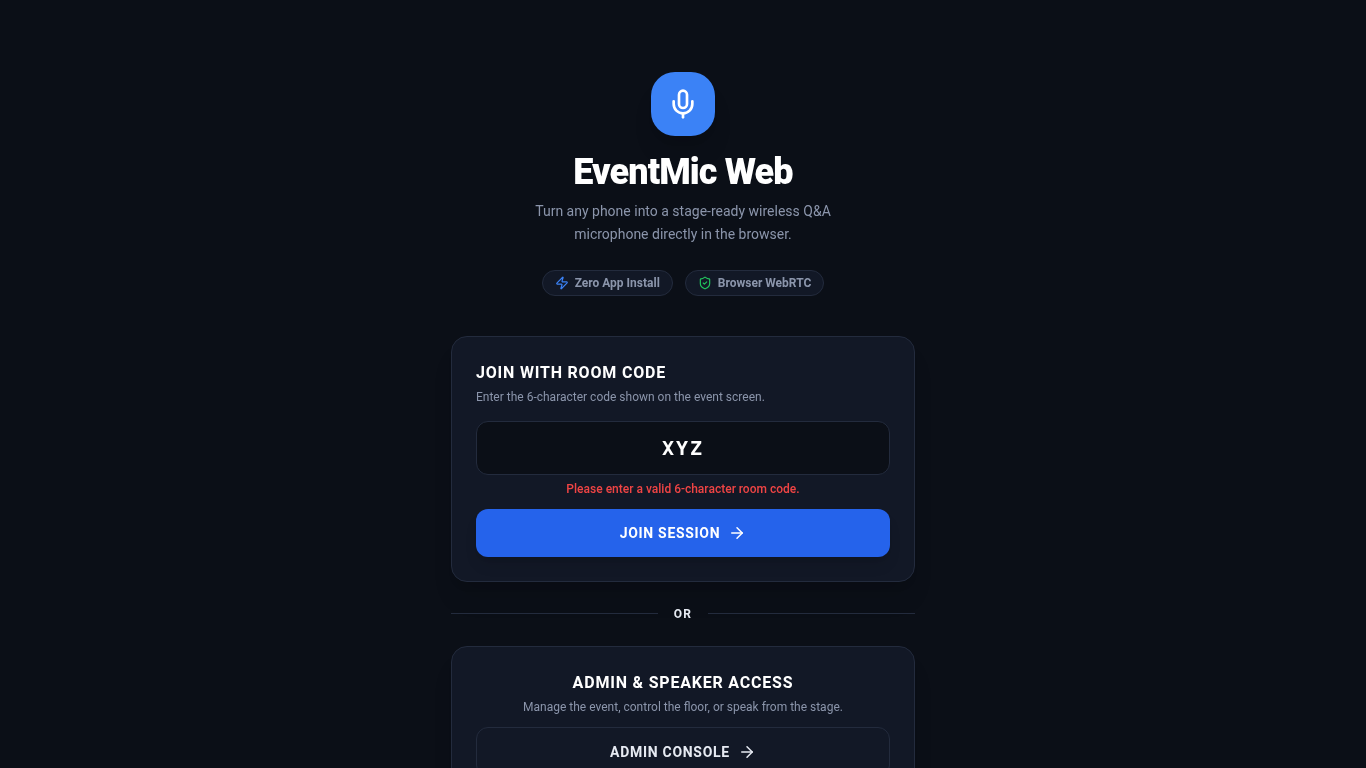 EventMic Web
Turn any phone into a stage-ready wireless Q&A
microphone directly in the browser.
Zero App Install
Browser WebRTC
JOIN WITH ROOM CODE
Enter the 6-character code shown on the event screen.
XYZ
Please enter a valid 6-character room code.
JOIN SESSION
OR
ADMIN & SPEAKER ACCESS
Manage the event, control the floor, or speak from the stage.
ADMIN CONSOLE